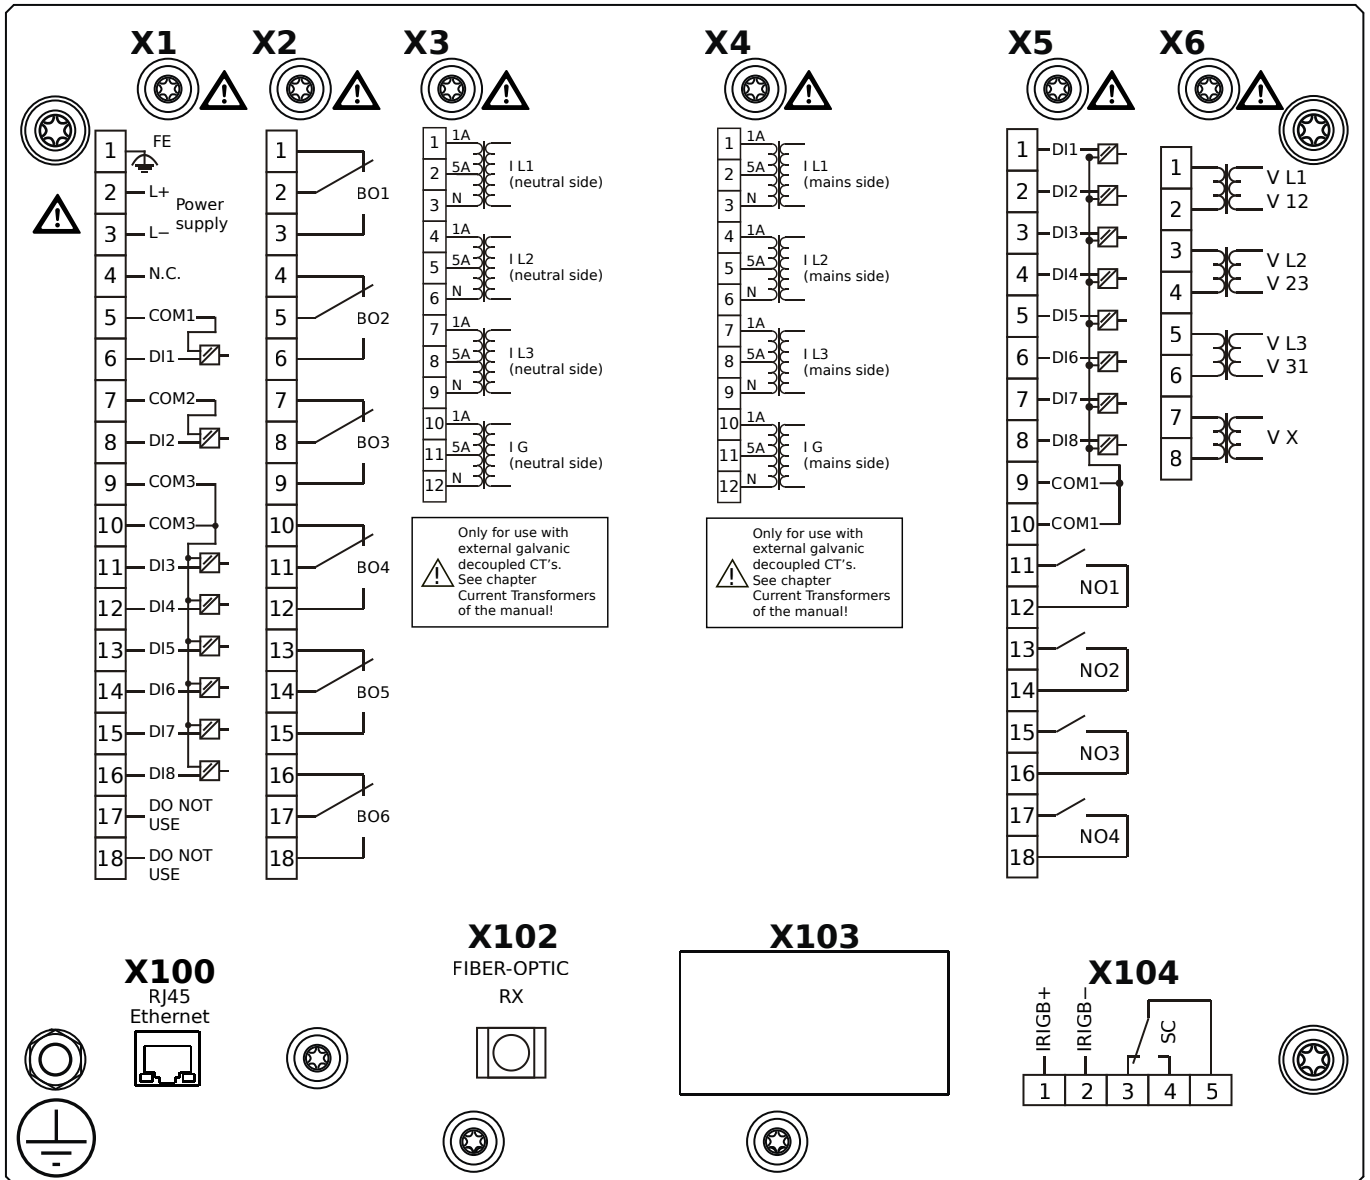 X1
1
FE
2
L+
Power
supply
3
L−
4
N.C.
5
COM1
6
DI1
7
COM2
8
DI2
9
COM3
10
COM3
11
DI3
12
DI4
13
DI5
14
DI6
15
DI7
16
DI8
17
DO NOT
USE
18
DO NOT
USE
X2
1
2
BO1
3
4
5
BO2
6
7
8
BO3
9
10
11
BO4
12
13
14
BO5
15
16
17
BO6
18
X3
1
1A
2
5A
3
N
I L1
(neutral side)
4
1A
5
5A
6
N
I L2
(neutral side)
7
1A
8
5A
9
N
I L3
(neutral side)
10
1A
11
5A
12
N
I G
(neutral side)
!
Only for use with
external galvanic
decoupled CT's.
See chapter
Current Transformers
of the manual!
X4
1
1A
2
5A
3
N
I L1
(mains side)
4
1A
5
5A
6
N
I L2
(mains side)
7
1A
8
5A
9
N
I L3
(mains side)
10
1A
11
5A
12
N
I G
(mains side)
!
Only for use with
external galvanic
decoupled CT's.
See chapter
Current Transformers
of the manual!
X5
1
DI1
2
DI2
3
DI3
4
DI4
5
DI5
6
DI6
7
DI7
8
DI8
9
COM1
10
COM1
11
NO1
12
13
NO2
14
15
NO3
16
17
NO4
18
X6
1
V L1
2
V 12
3
V L2
4
V 23
5
V L3
6
V 31
7
V X
8
X100
RJ45
Ethernet
X102
FIBER-OPTIC
RX
X103
X104
IRIGB+
IRIGB−
SC
1 2 3 4 5